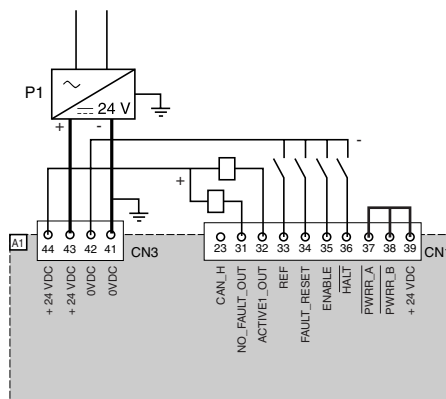 P1
24 V
+ -
-
+
A1
44 43 42 41
CN3
23 31 32 33 34 35 36 37 38 39
CN1
+ 24 VDC
+ 24 VDC
0VDC
0VDC
CAN_H
NO_FAULT_OUT
ACTIVE1_OUT
REF
FAULT_RESET
ENABLE
HALT
PWRR_A
PWRR_B
+ 24 VDC